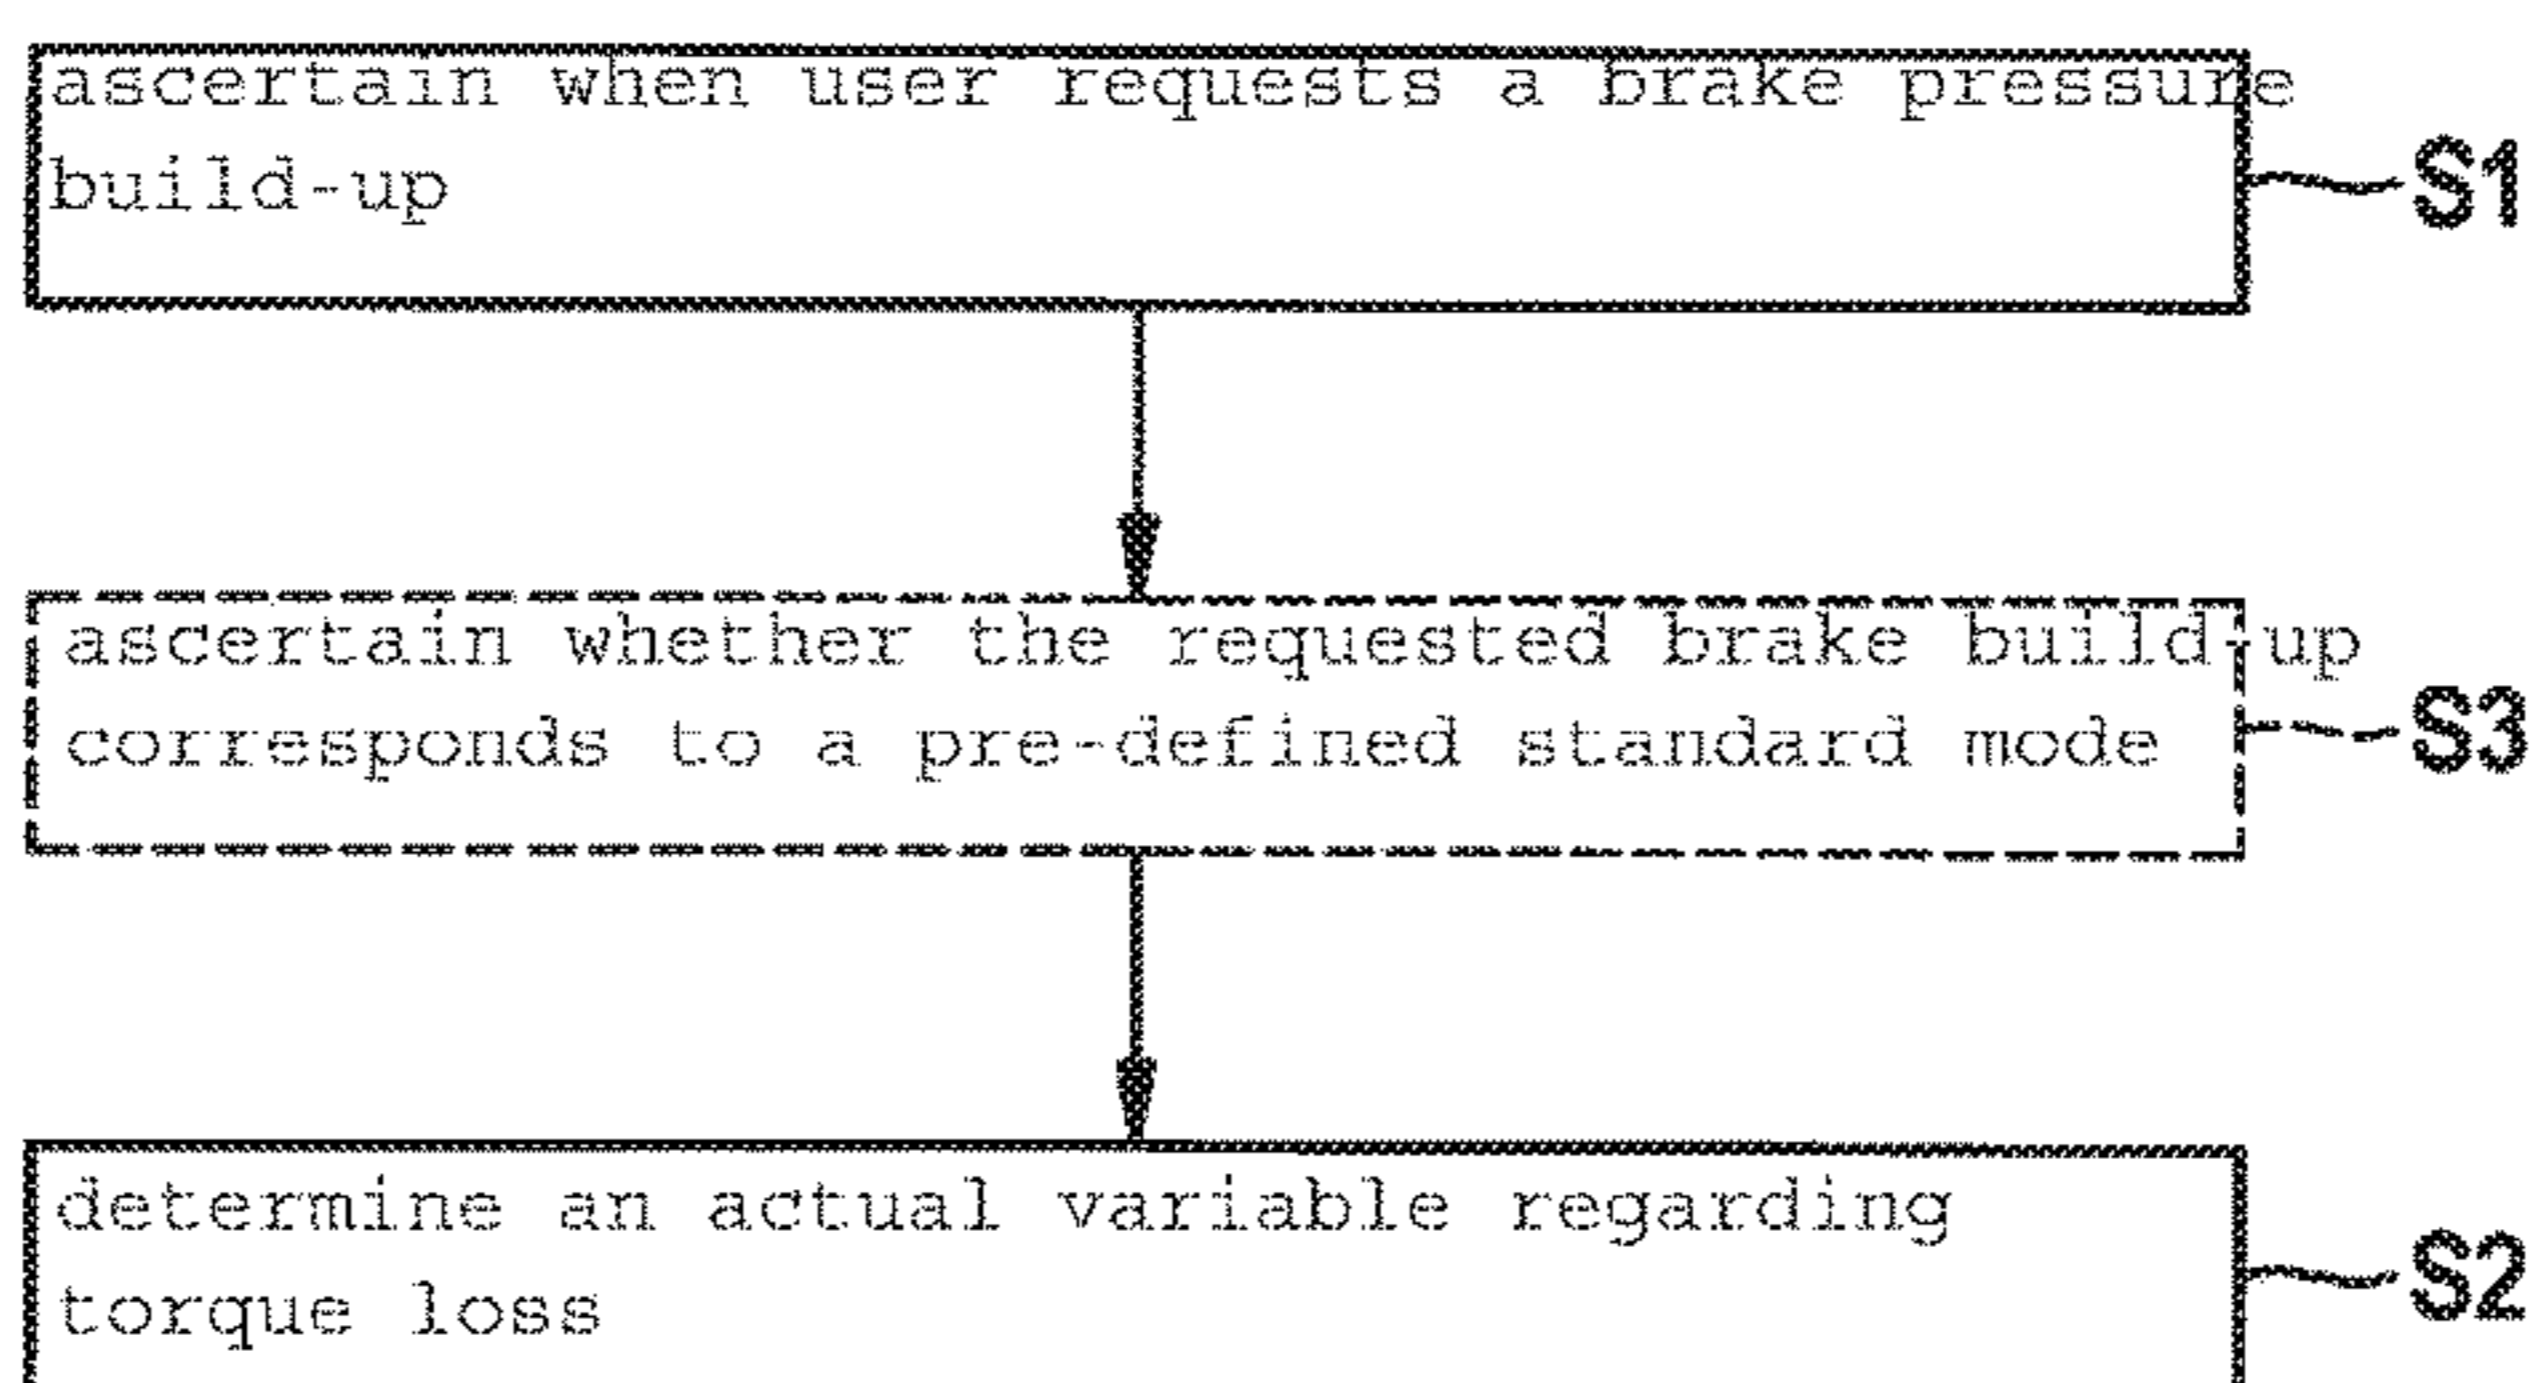 ascertain when user requests a brake pressure
build-up
S1
ascertain whether the requested brake build-up
corresponds to a pre-defined standard mode
S3
determine an actual variable regarding
torque loss
S2